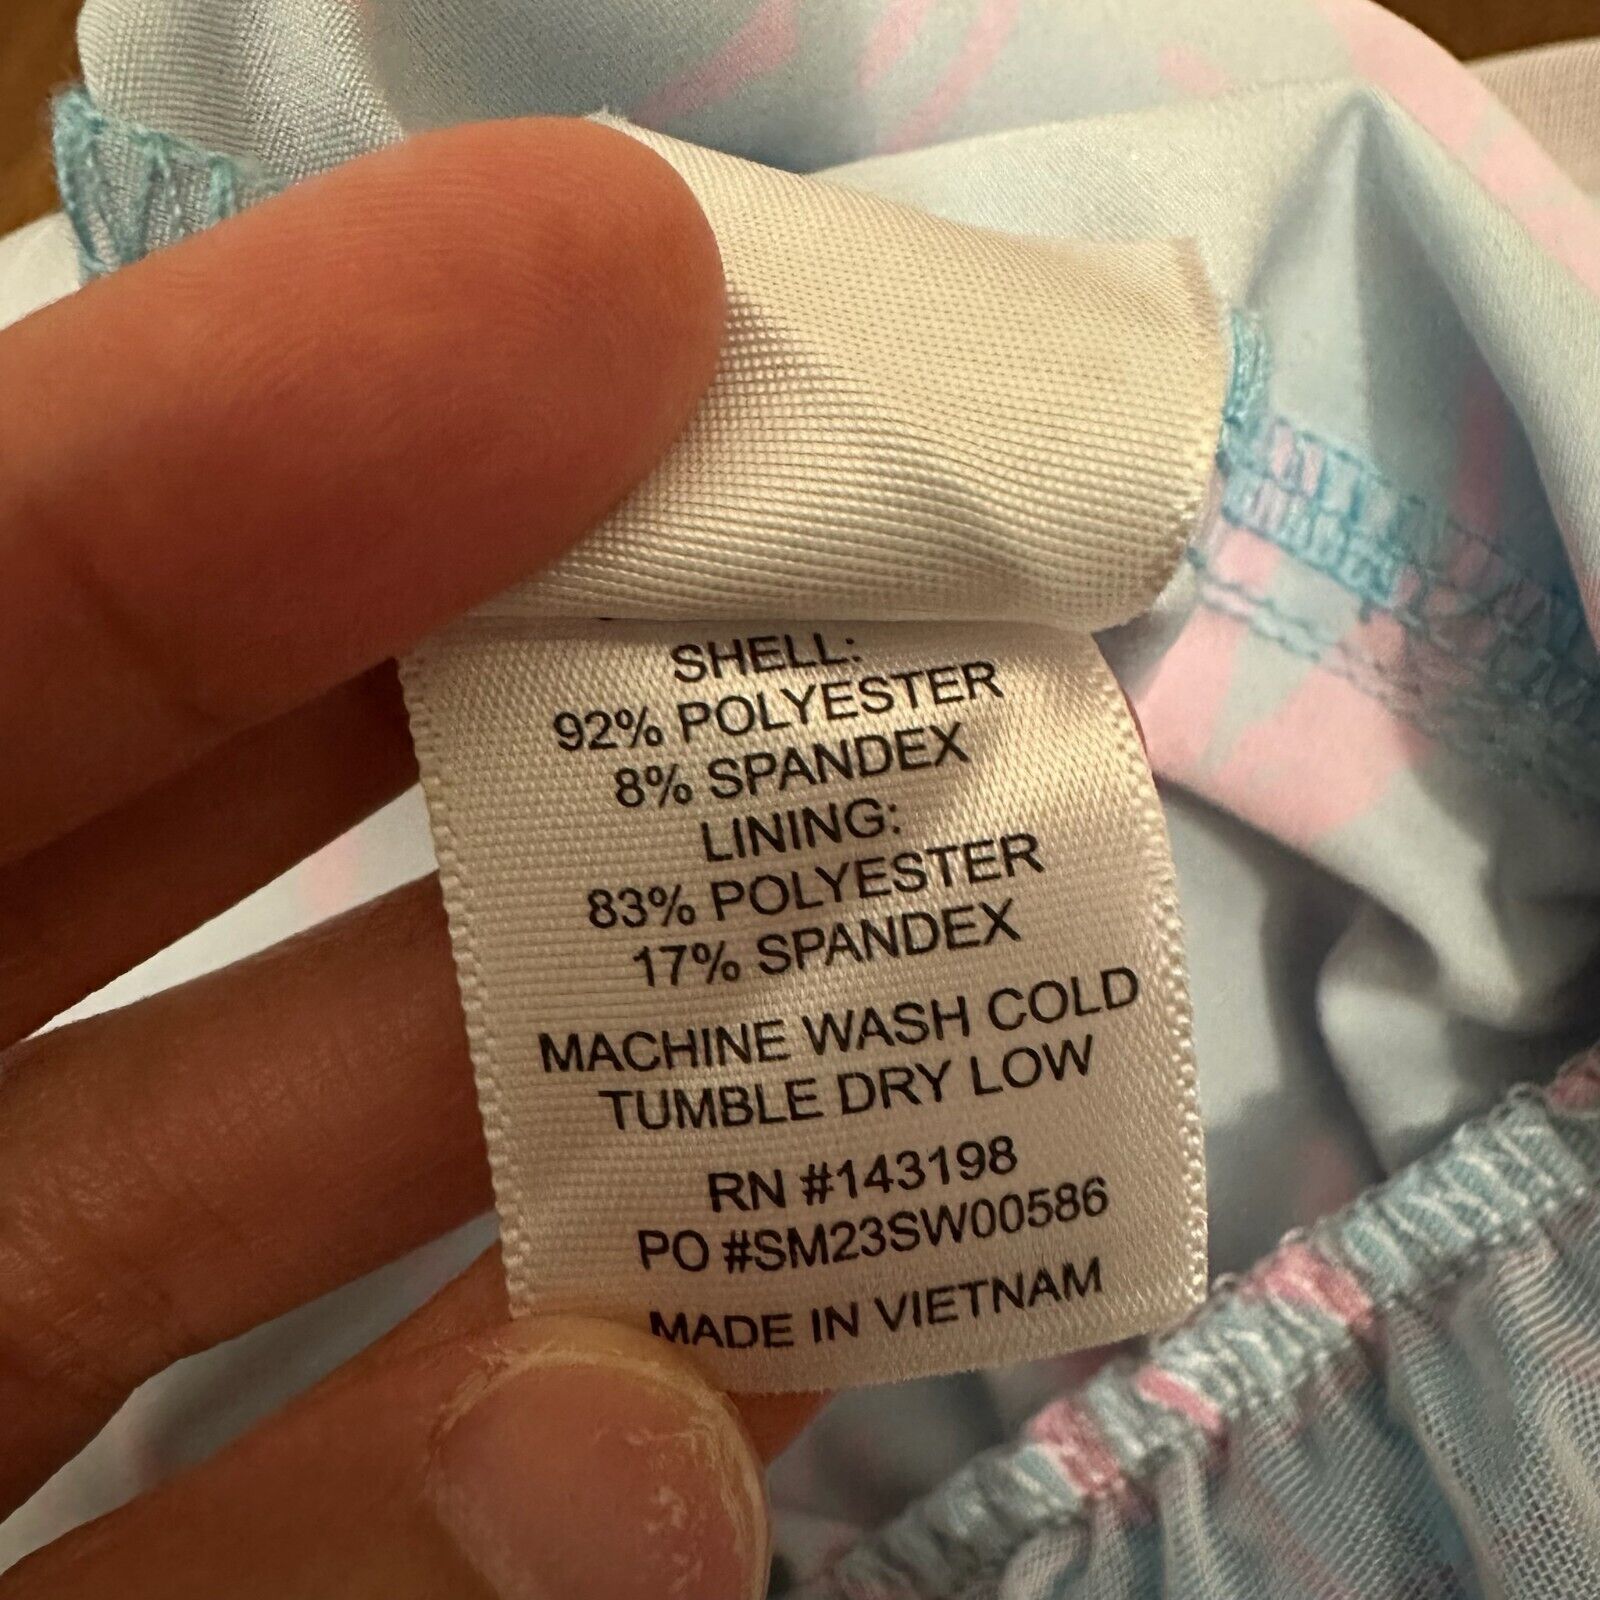 SHELL:
92% POLYESTER
8% SPANDEX
LINING:
83% POLYESTER
17% SPANDEX
MACHINE WASH COLD
TUMBLE DRY LOW
RN #143198
PO #SM23SW00586
MADE IN VIETNAM